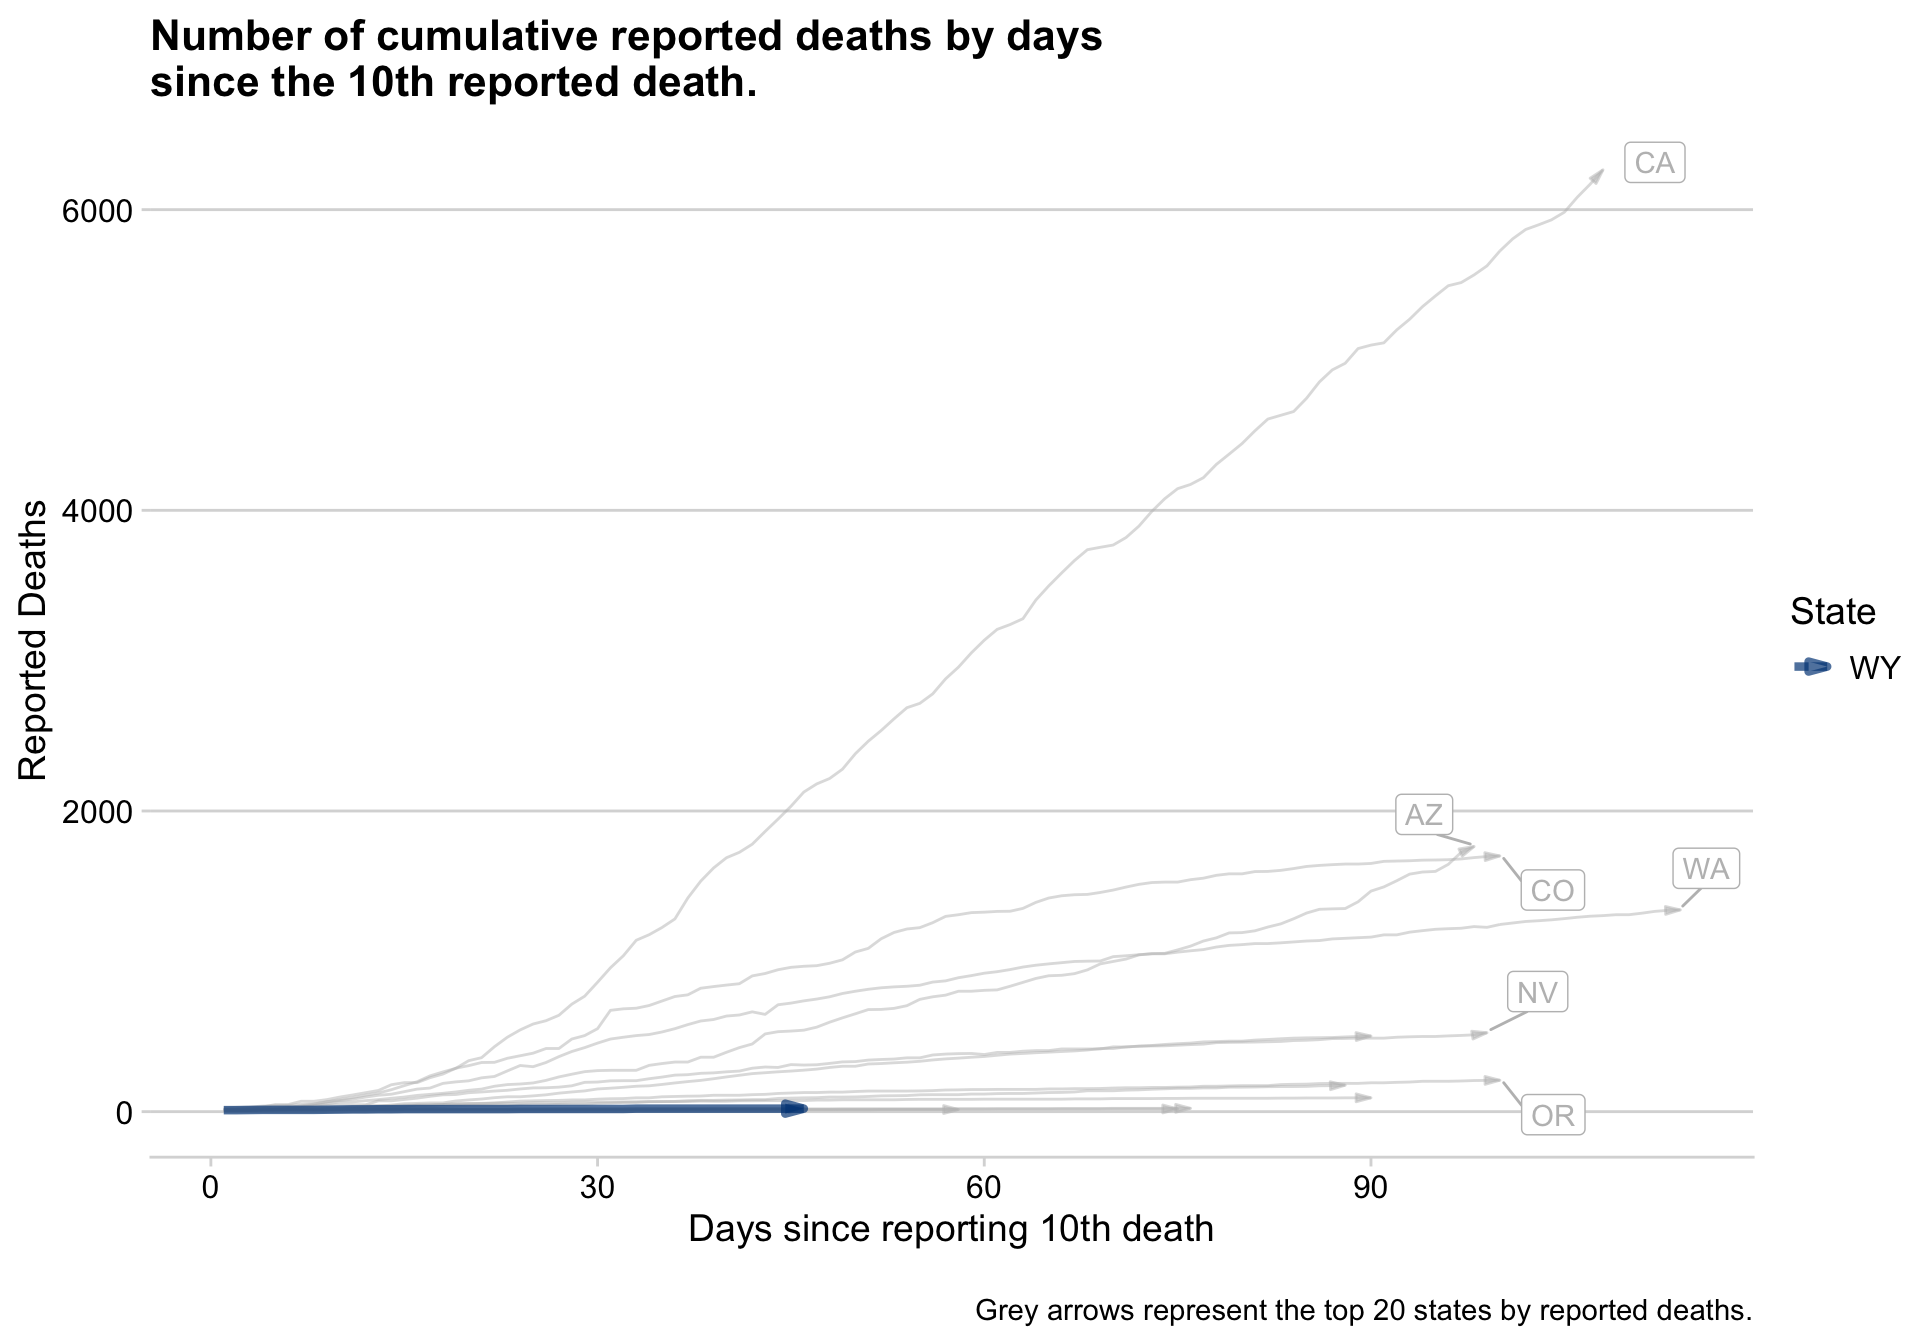 Number of cumulative reported deaths by days
since the 10th reported death.
CA
6000
4000
Reported Deaths
State
WY
2000
AZ
WA
CO
NV
OR
0
0
30
60
90
Days since reporting 10th death
Grey arrows represent the top 20 states by reported deaths.